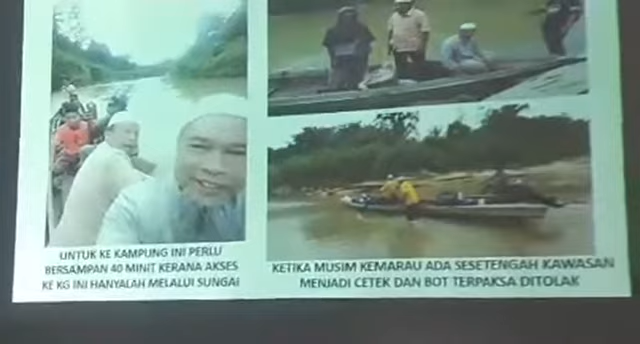 UNTUK KE KAMPUNG INI PERLU
BERSAMPAN 40 MINIT KERANA AKSES
KE KG INI HANYALAH MELALUI SUNGAI
KETIKA MUSIM KEMARAU ADA SESETENGAH KAWASAN
MENJADI CETEK DAN BOT TERPAKSA DITOLAK